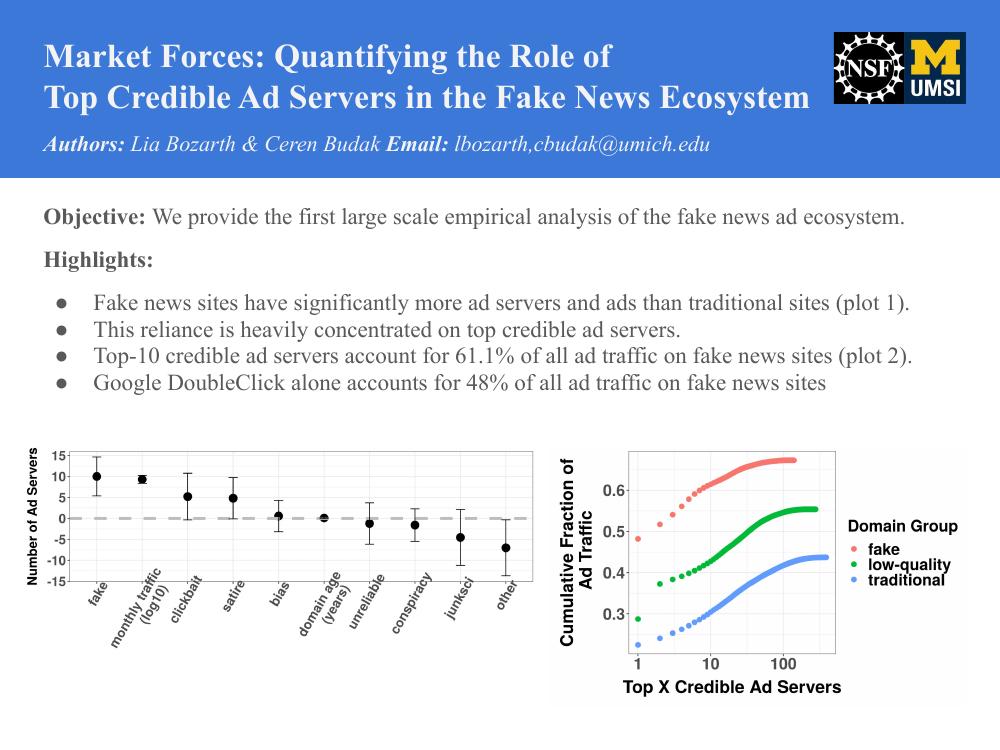 Market Forces: Quantifying the Role of
Top Credible Ad Servers in the Fake News Ecosystem
NSF
M
UMSI
Authors: Lia Bozarth & Ceren Budak Email: lbozarth,cbudak@umich.edu
Objective: We provide the first large scale empirical analysis of the fake news ad ecosystem.
Highlights:
● Fake news sites have significantly more ad servers and ads than traditional sites (plot 1).
● This reliance is heavily concentrated on top credible ad servers.
● Top-10 credible ad servers account for 61.1% of all ad traffic on fake news sites (plot 2).
● Google DoubleClick alone accounts for 48% of all ad traffic on fake news sites
Number of Ad Servers
15
10
5
0
-5
-10
-15
fake
monthly traffic
(log10)
clickbait
satire
bias
domain age
(years)
unreliable
conspiracy
junksci
other
Cumulative Fraction of
Ad Traffic
0.6
0.5
0.4
0.3
1 10 100
Top X Credible Ad Servers
Domain Group
fake
low-quality
traditional